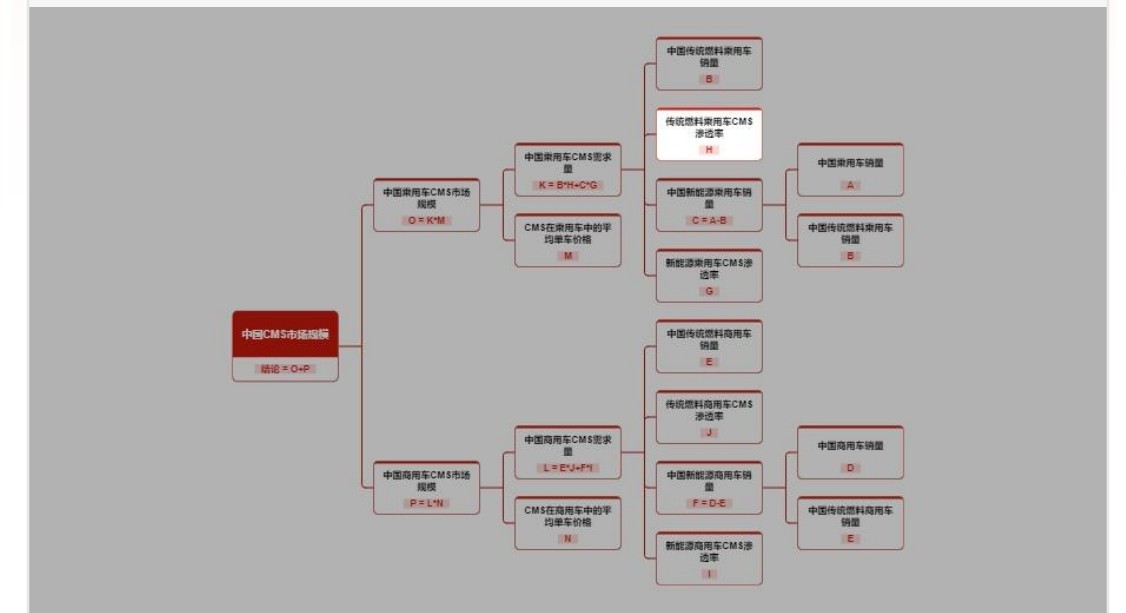 中国CMS市场规模
结论 = O+P
中国乘用车CMS市场
规模
O = K*M
中国乘用车CMS需求
量
K = B*H+C*G
中国传统燃料乘用车
销量
B
传统燃料乘用车CMS
渗透率
H
中国新能源乘用车销
量
C = A-B
中国乘用车销量
A
中国传统燃料乘用车
销量
B
新能源乘用车CMS渗
透率
G
CMS在乘用车中的平
均单车价格
M
中国商用车CMS市场
规模
P = L*N
中国商用车CMS需求
量
L = E*J+F*I
中国传统燃料商用车
销量
E
传统燃料商用车CMS
渗透率
J
中国新能源商用车销
量
F = D-E
中国商用车销量
D
中国传统燃料商用车
销量
E
新能源商用车CMS渗
透率
I
CMS在商用车中的平
均单车价格
N